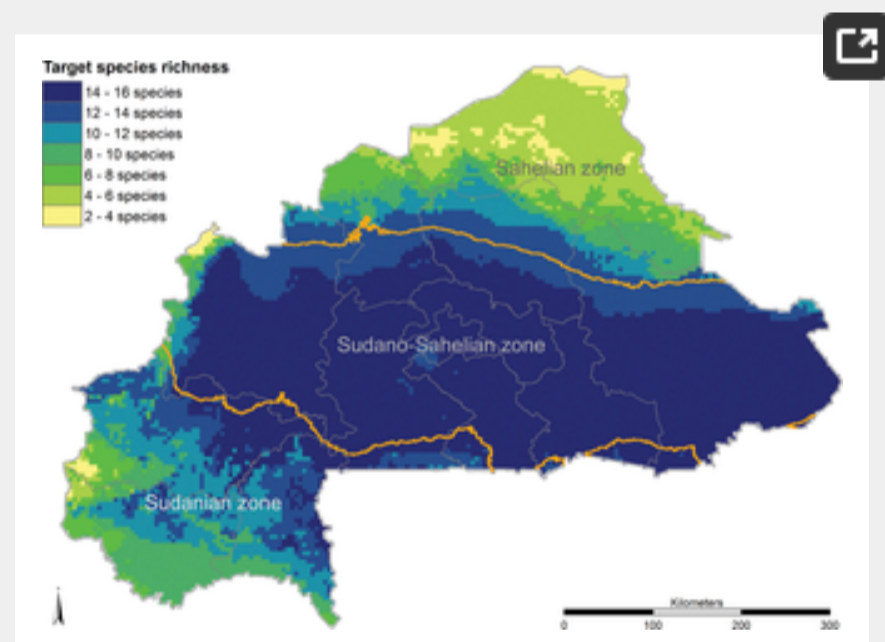 Target species richness
14 - 16 species
12 - 14 species
10 - 12 species
8 - 10 species
6 - 8 species
4 - 6 species
2 - 4 species
Sahelian zone
Sudano-Sahelian zone
Sudanian zone
Kilometers
0 100 200 300